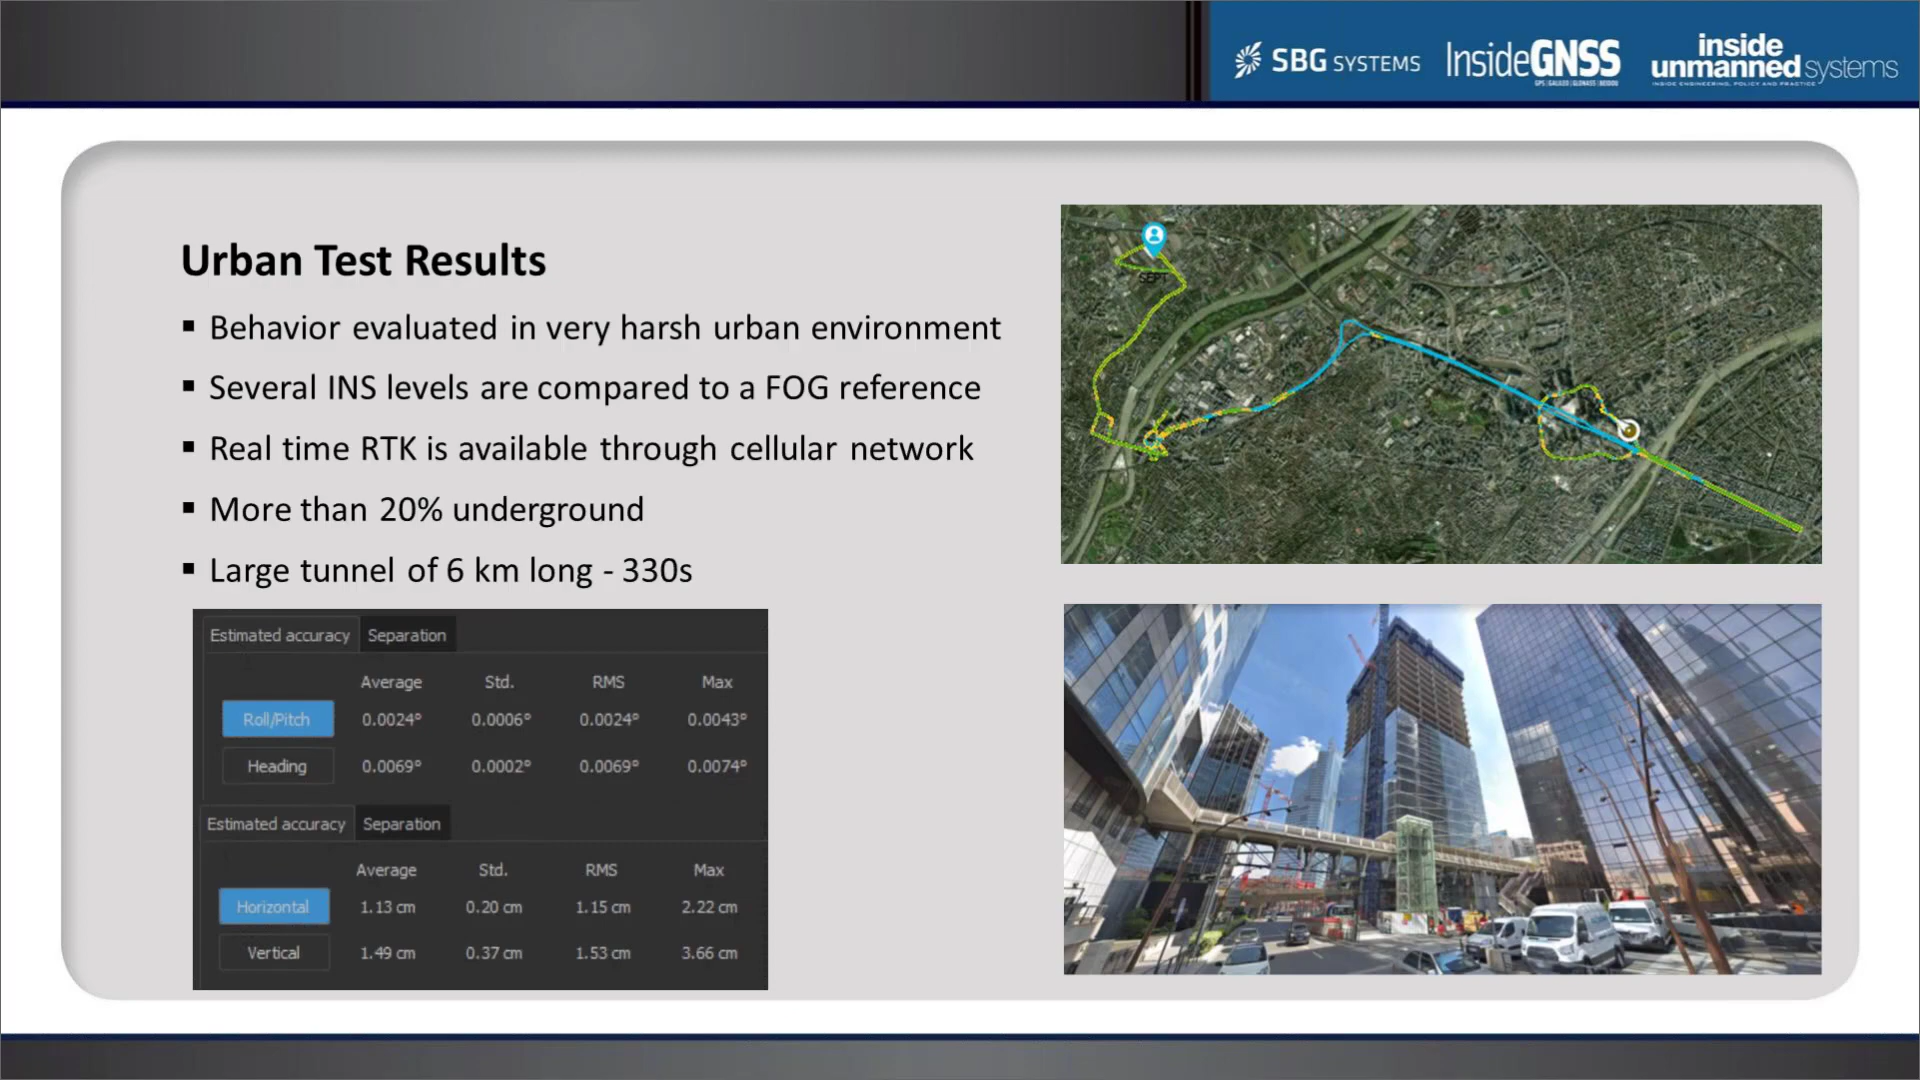 SBG SYSTEMS
InsideGNSS
GPS | GALILEO | GLONASS | BEIDOU
inside
unmanned systems
INSIDE ENGINEERING, POLICY AND PRACTICE
Urban Test Results
▪ Behavior evaluated in very harsh urban environment
▪ Several INS levels are compared to a FOG reference
▪ Real time RTK is available through cellular network
▪ More than 20% underground
▪ Large tunnel of 6 km long - 330s
SEPT
Estimated accuracy Separation
Average Std. RMS Max
Roll/Pitch 0.0024° 0.0006° 0.0024° 0.0043°
Heading 0.0069° 0.0002° 0.0069° 0.0074°
Estimated accuracy Separation
Average Std. RMS Max
Horizontal 1.13 cm 0.20 cm 1.15 cm 2.22 cm
Vertical 1.49 cm 0.37 cm 1.53 cm 3.66 cm